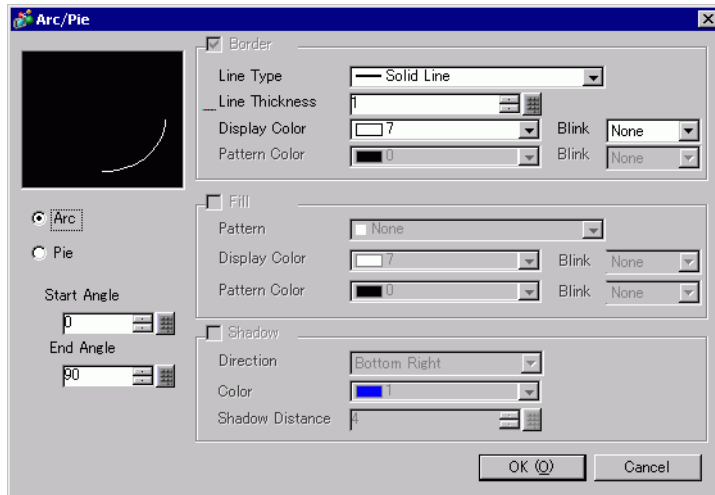 Arc/Pie
Border
Line Type
Solid Line
Line Thickness
1
Display Color
7
Blink
None
Pattern Color
0
Blink
None
Arc
Pie
Start Angle
0
End Angle
90
Fill
Pattern
None
Display Color
7
Blink
None
Pattern Color
0
Blink
None
Shadow
Direction
Bottom Right
Color
1
Shadow Distance
4
OK (O)
Cancel